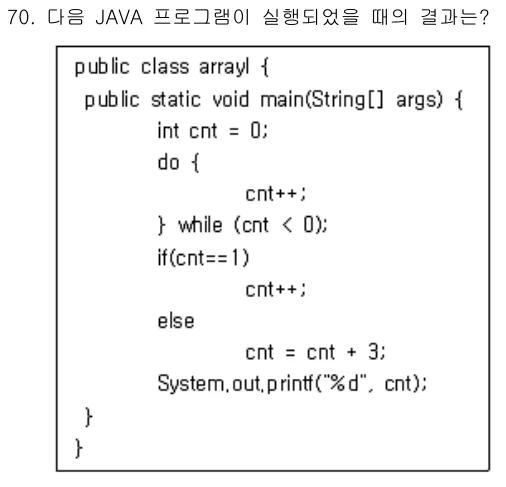 70. 다음 JAVA 프로그램이 실행되었을 때의 결과는?
public class arrayl {
public static void main(String[] args) {
int cnt = 0;
do {
cnt++;
} while (cnt < 0);
if(cnt==1)
cnt++;
else
cnt = cnt + 3;
System.out.printf("%d", cnt);
}
}